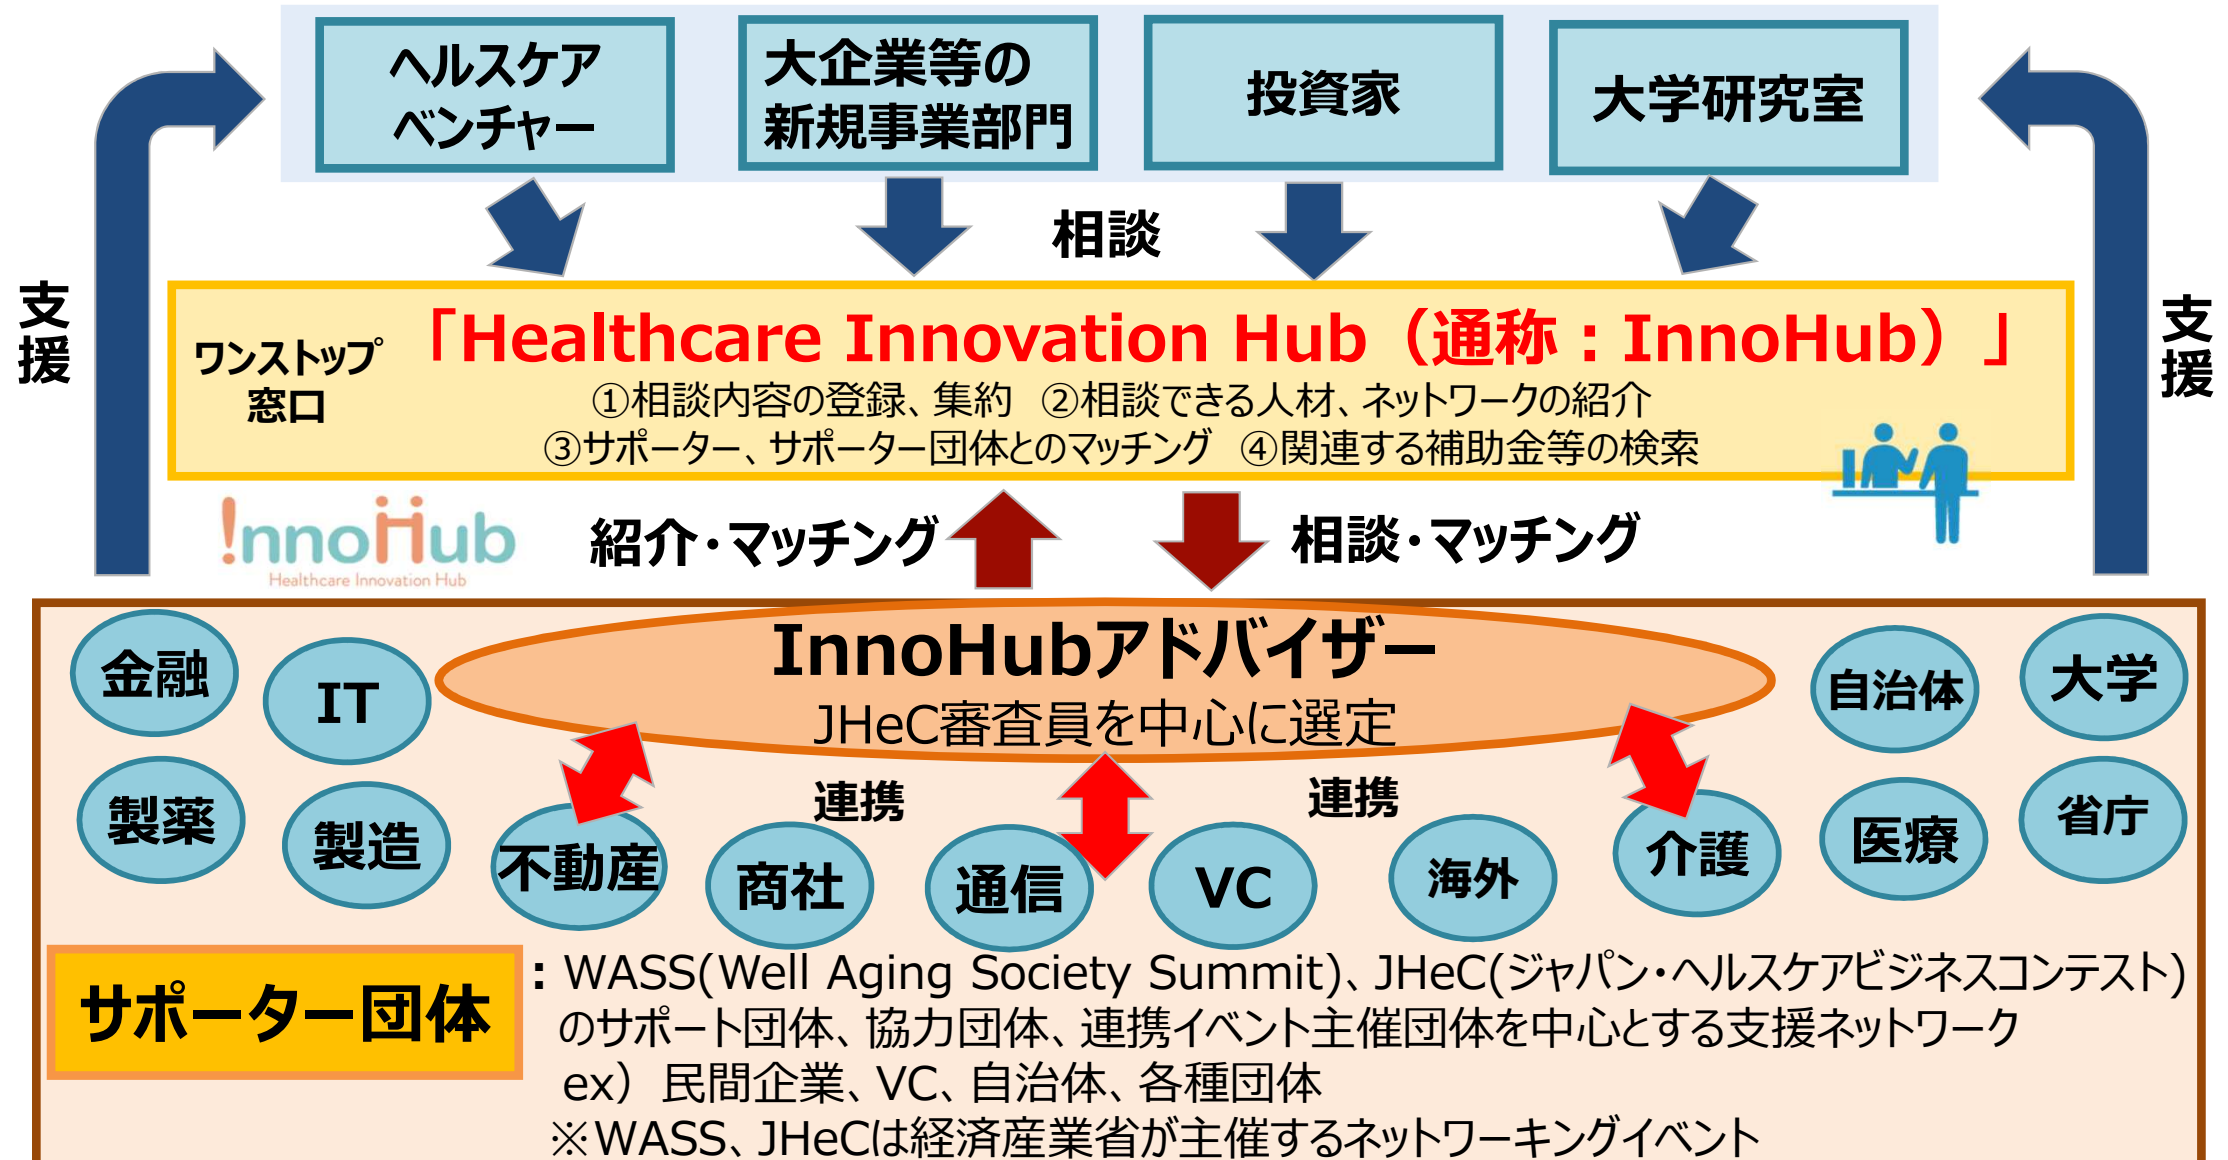 ヘルスケア
ベンチャー
大企業等の
新規事業部門
投資家
大学研究室
相談
支援
支援
ワンストップ
窓口
「Healthcare Innovation Hub（通称：InnoHub）」
①相談内容の登録、集約　②相談できる人材、ネットワークの紹介
③サポーター、サポーター団体とのマッチング　④関連する補助金等の検索
InnoHub
Healthcare Innovation Hub
紹介・マッチング
相談・マッチング
InnoHubアドバイザー
JHeC審査員を中心に選定
金融
IT
自治体
大学
製薬
製造
連携
連携
不動産
商社
通信
VC
海外
介護
医療
省庁
サポーター団体
：WASS(Well Aging Society Summit)、JHeC(ジャパン・ヘルスケアビジネスコンテスト)
のサポート団体、協力団体、連携イベント主催団体を中心とする支援ネットワーク
ex）民間企業、VC、自治体、各種団体
※WASS、JHeCは経済産業省が主催するネットワーキングイベント